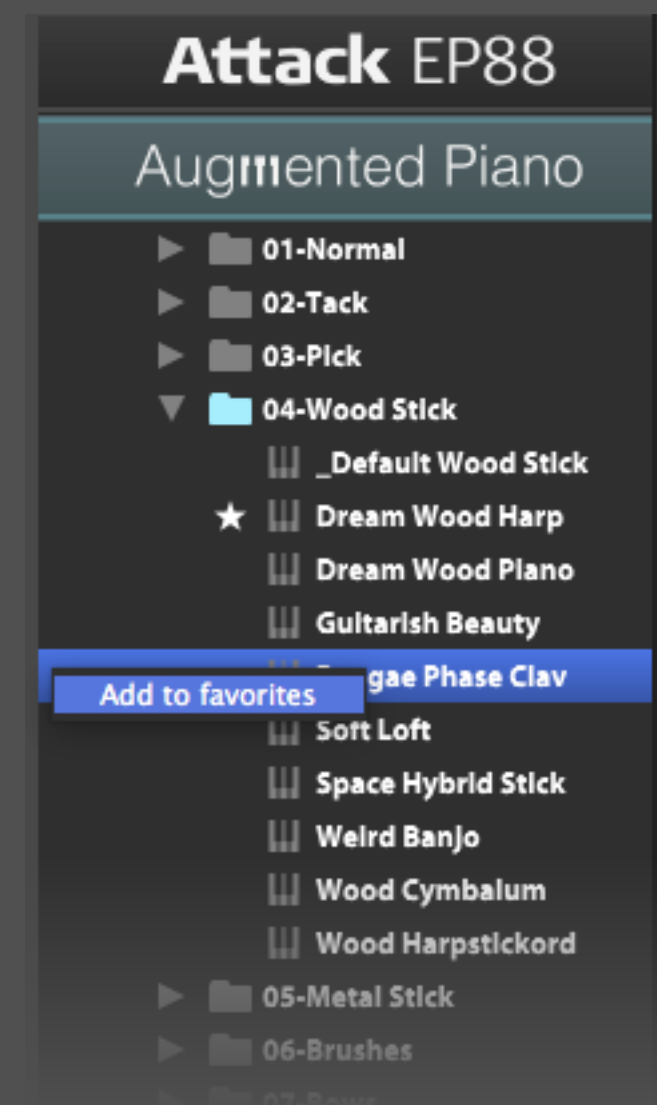 Attack EP88
Augmented Piano
01-Normal
02-Tack
03-Pick
04-Wood Stick
_Default Wood Stick
Dream Wood Harp
Dream Wood Piano
Guitarish Beauty
gae Phase Clav
Add to favorites
Soft Loft
Space Hybrid Stick
Weird Banjo
Wood Cymbalum
Wood Harpstickord
05-Metal Stick
06-Brushes
07-Bows